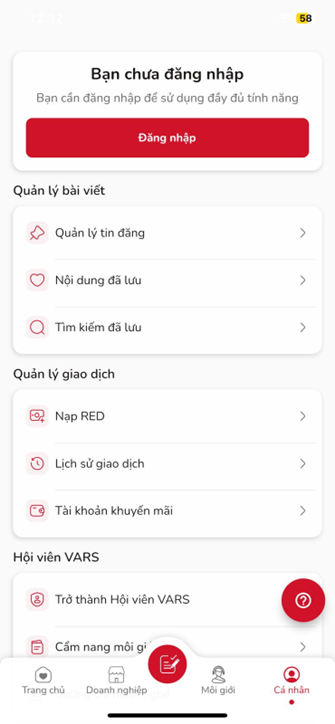 58
Bạn chưa đăng nhập
Bạn cần đăng nhập để sử dụng đầy đủ tính năng
Đăng nhập
Quản lý bài viết
Quản lý tin đăng
Nội dung đã lưu
Tìm kiếm đã lưu
Quản lý giao dịch
Nạp RED
Lịch sử giao dịch
Tài khoản khuyến mãi
Hội viên VARS
Trở thành Hội viên VARS
Cẩm nang môi
Trang chủ
Doanh nghiệp
Môi giới
Cá nhân